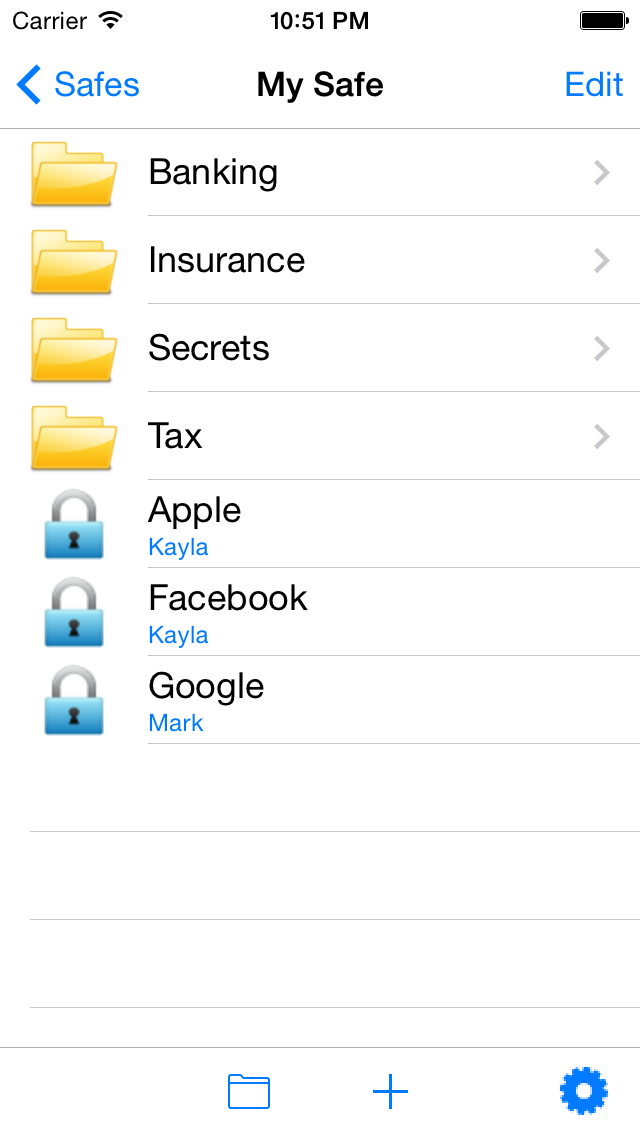 Carrier 10:51 PM
Safes My Safe Edit
Banking
Insurance
Secrets
Tax
Apple
Kayla
Facebook
Kayla
Google
Mark